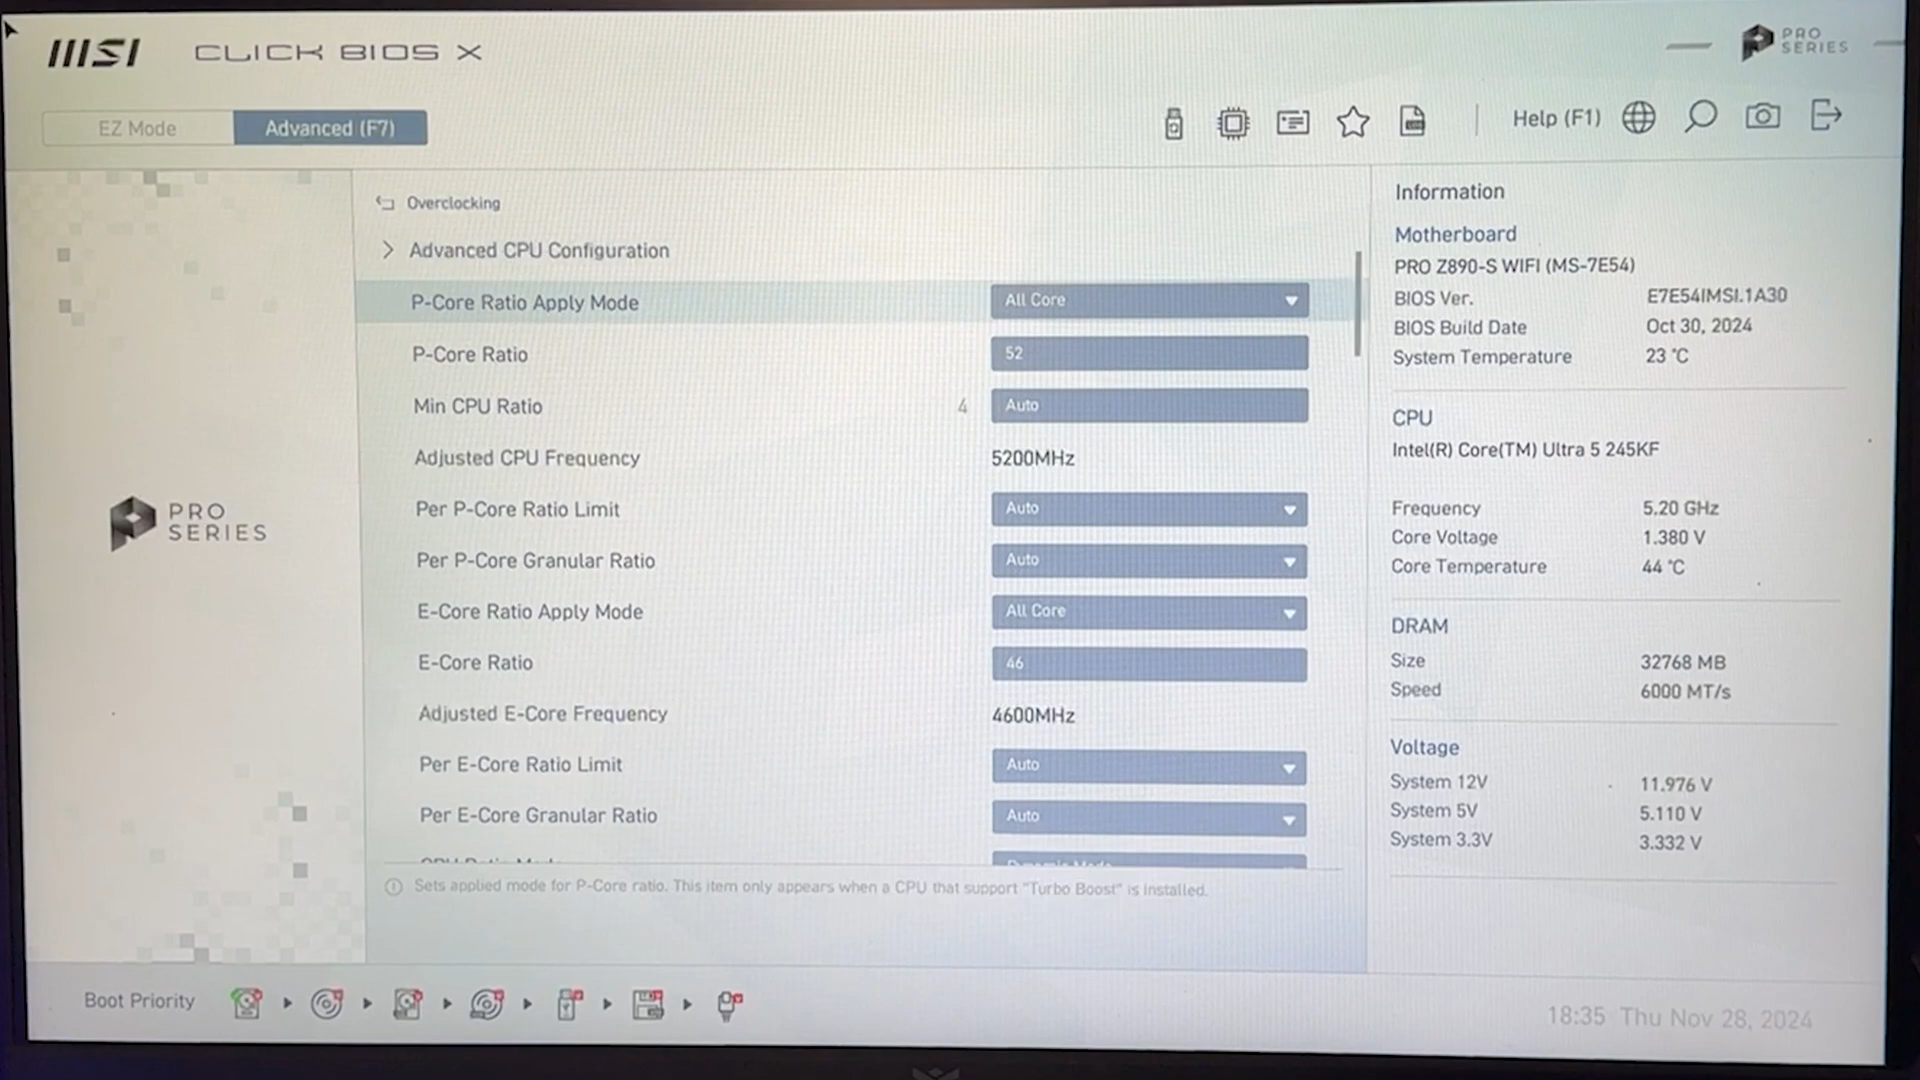 msi CLICK BIOS X
PRO SERIES
EZ Mode
Advanced (F7)
Help (F1)
Overclocking
Advanced CPU Configuration
P-Core Ratio Apply Mode All Core
P-Core Ratio 52
Min CPU Ratio 4 Auto
Adjusted CPU Frequency 5200MHz
Per P-Core Ratio Limit Auto
Per P-Core Granular Ratio Auto
E-Core Ratio Apply Mode All Core
E-Core Ratio 46
Adjusted E-Core Frequency 4600MHz
Per E-Core Ratio Limit Auto
Per E-Core Granular Ratio Auto
Sets applied mode for P-Core ratio. This item only appears when a CPU that support "Turbo Boost" is installed.
PRO
SERIES
Information
Motherboard
PRO Z890-S WIFI (MS-7E54)
BIOS Ver. E7E54IMSI.1A30
BIOS Build Date Oct 30, 2024
System Temperature 23 °C
CPU
Intel(R) Core(TM) Ultra 5 245KF
Frequency 5.20 GHz
Core Voltage 1.380 V
Core Temperature 44 °C
DRAM
Size 32768 MB
Speed 6000 MT/s
Voltage
System 12V 11.976 V
System 5V 5.110 V
System 3.3V 3.332 V
Boot Priority
18:35 Thu Nov 28, 2024